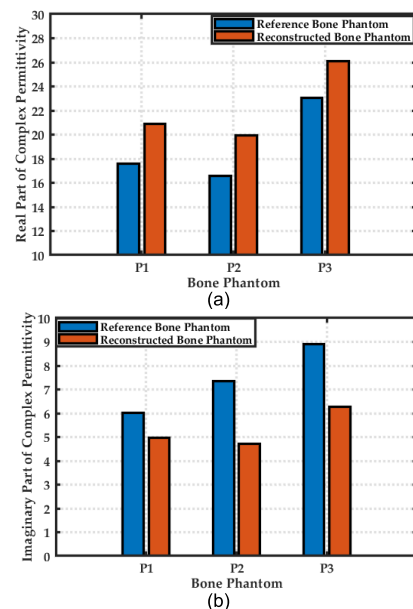 Real Part of Complex Permittivity
30
28
26
24
22
20
18
16
14
12
10
Reference Bone Phantom
Reconstructed Bone Phantom
P1 P2 P3
Bone Phantom
(a)
Imaginary Part of Complex Permittivity
10
9
8
7
6
5
4
3
2
1
0
Reference Bone Phantom
Reconstructed Bone Phantom
P1 P2 P3
Bone Phantom
(b)